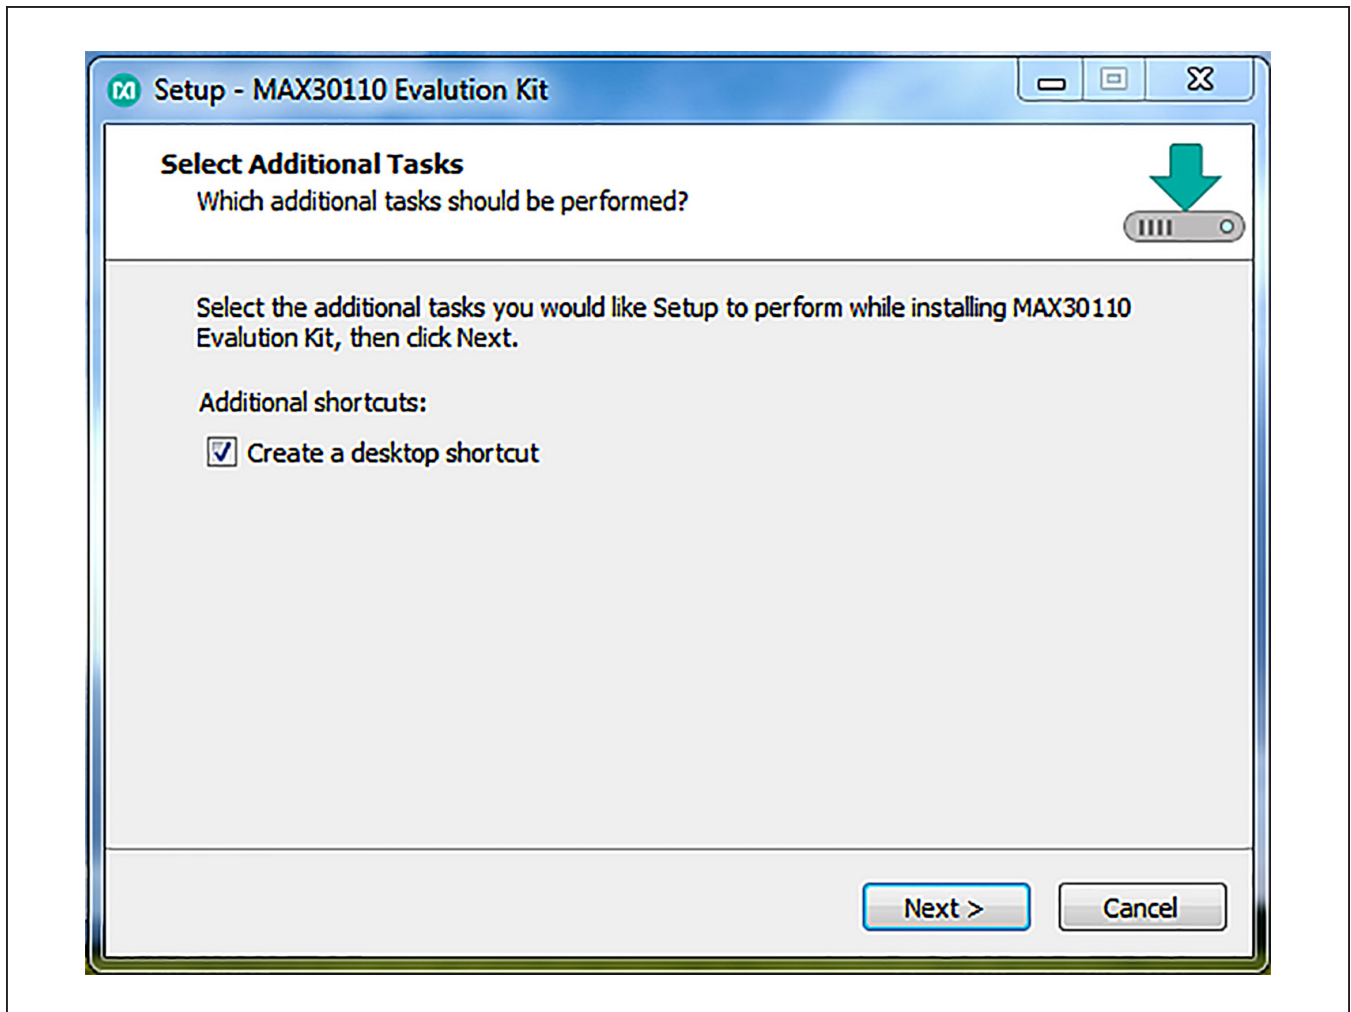 Setup - MAX30110 Evalution Kit
Select Additional Tasks
Which additional tasks should be performed?
Select the additional tasks you would like Setup to perform while installing MAX30110
Evalution Kit, then click Next.
Additional shortcuts:
Create a desktop shortcut
Next >
Cancel